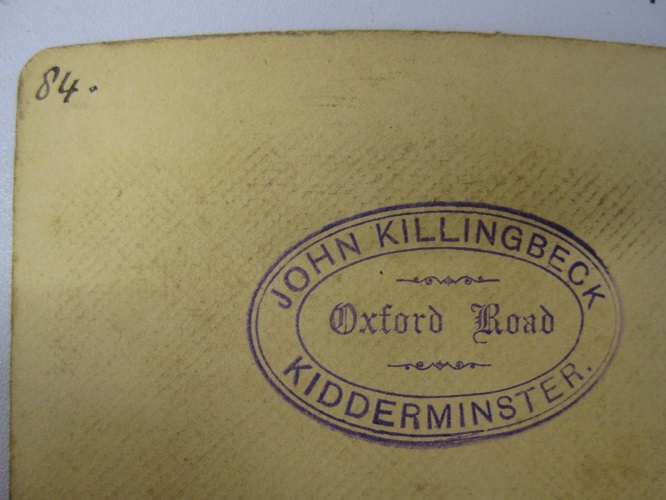 84.
JOHN KILLINGBECK
Oxford Road
KIDDERMINSTER.